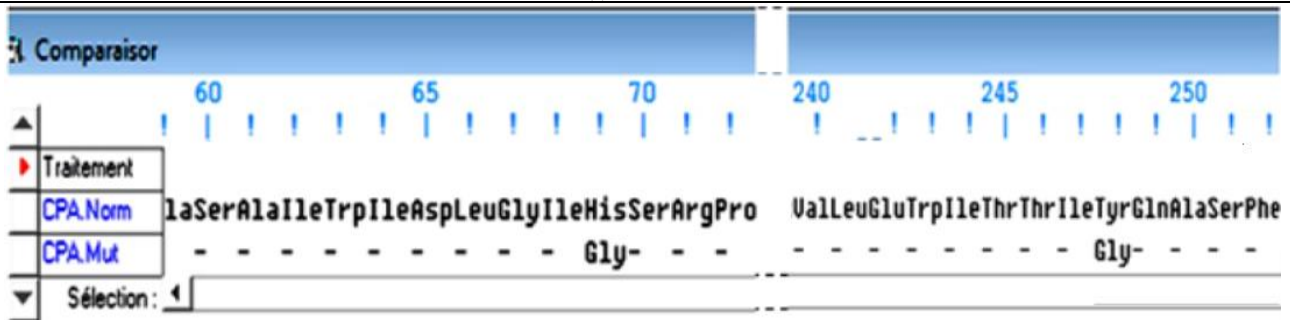 Comparaisor
60 65 70 240 245 250
Traitement
CPA.Norm laSerAlaIleTrpIleAspLeuGlyIleHisSerArgPro ValLeuGluTrpIleThrThrIleTyrGlnAlaSerPhe
CPA.Mut - - - - - - - - - Gly- - - - - - - - - - - Gly- - - -
Sélection :